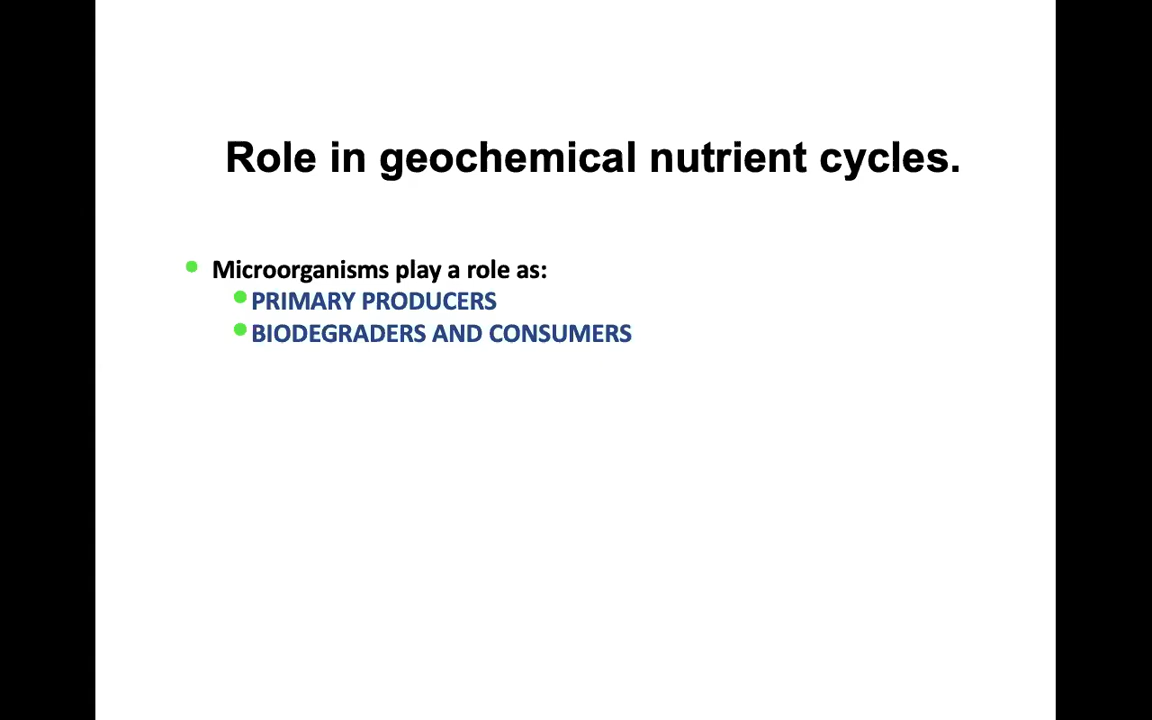 Role in geochemical nutrient cycles.
• Microorganisms play a role as:
• PRIMARY PRODUCERS
• BIODEGRADERS AND CONSUMERS